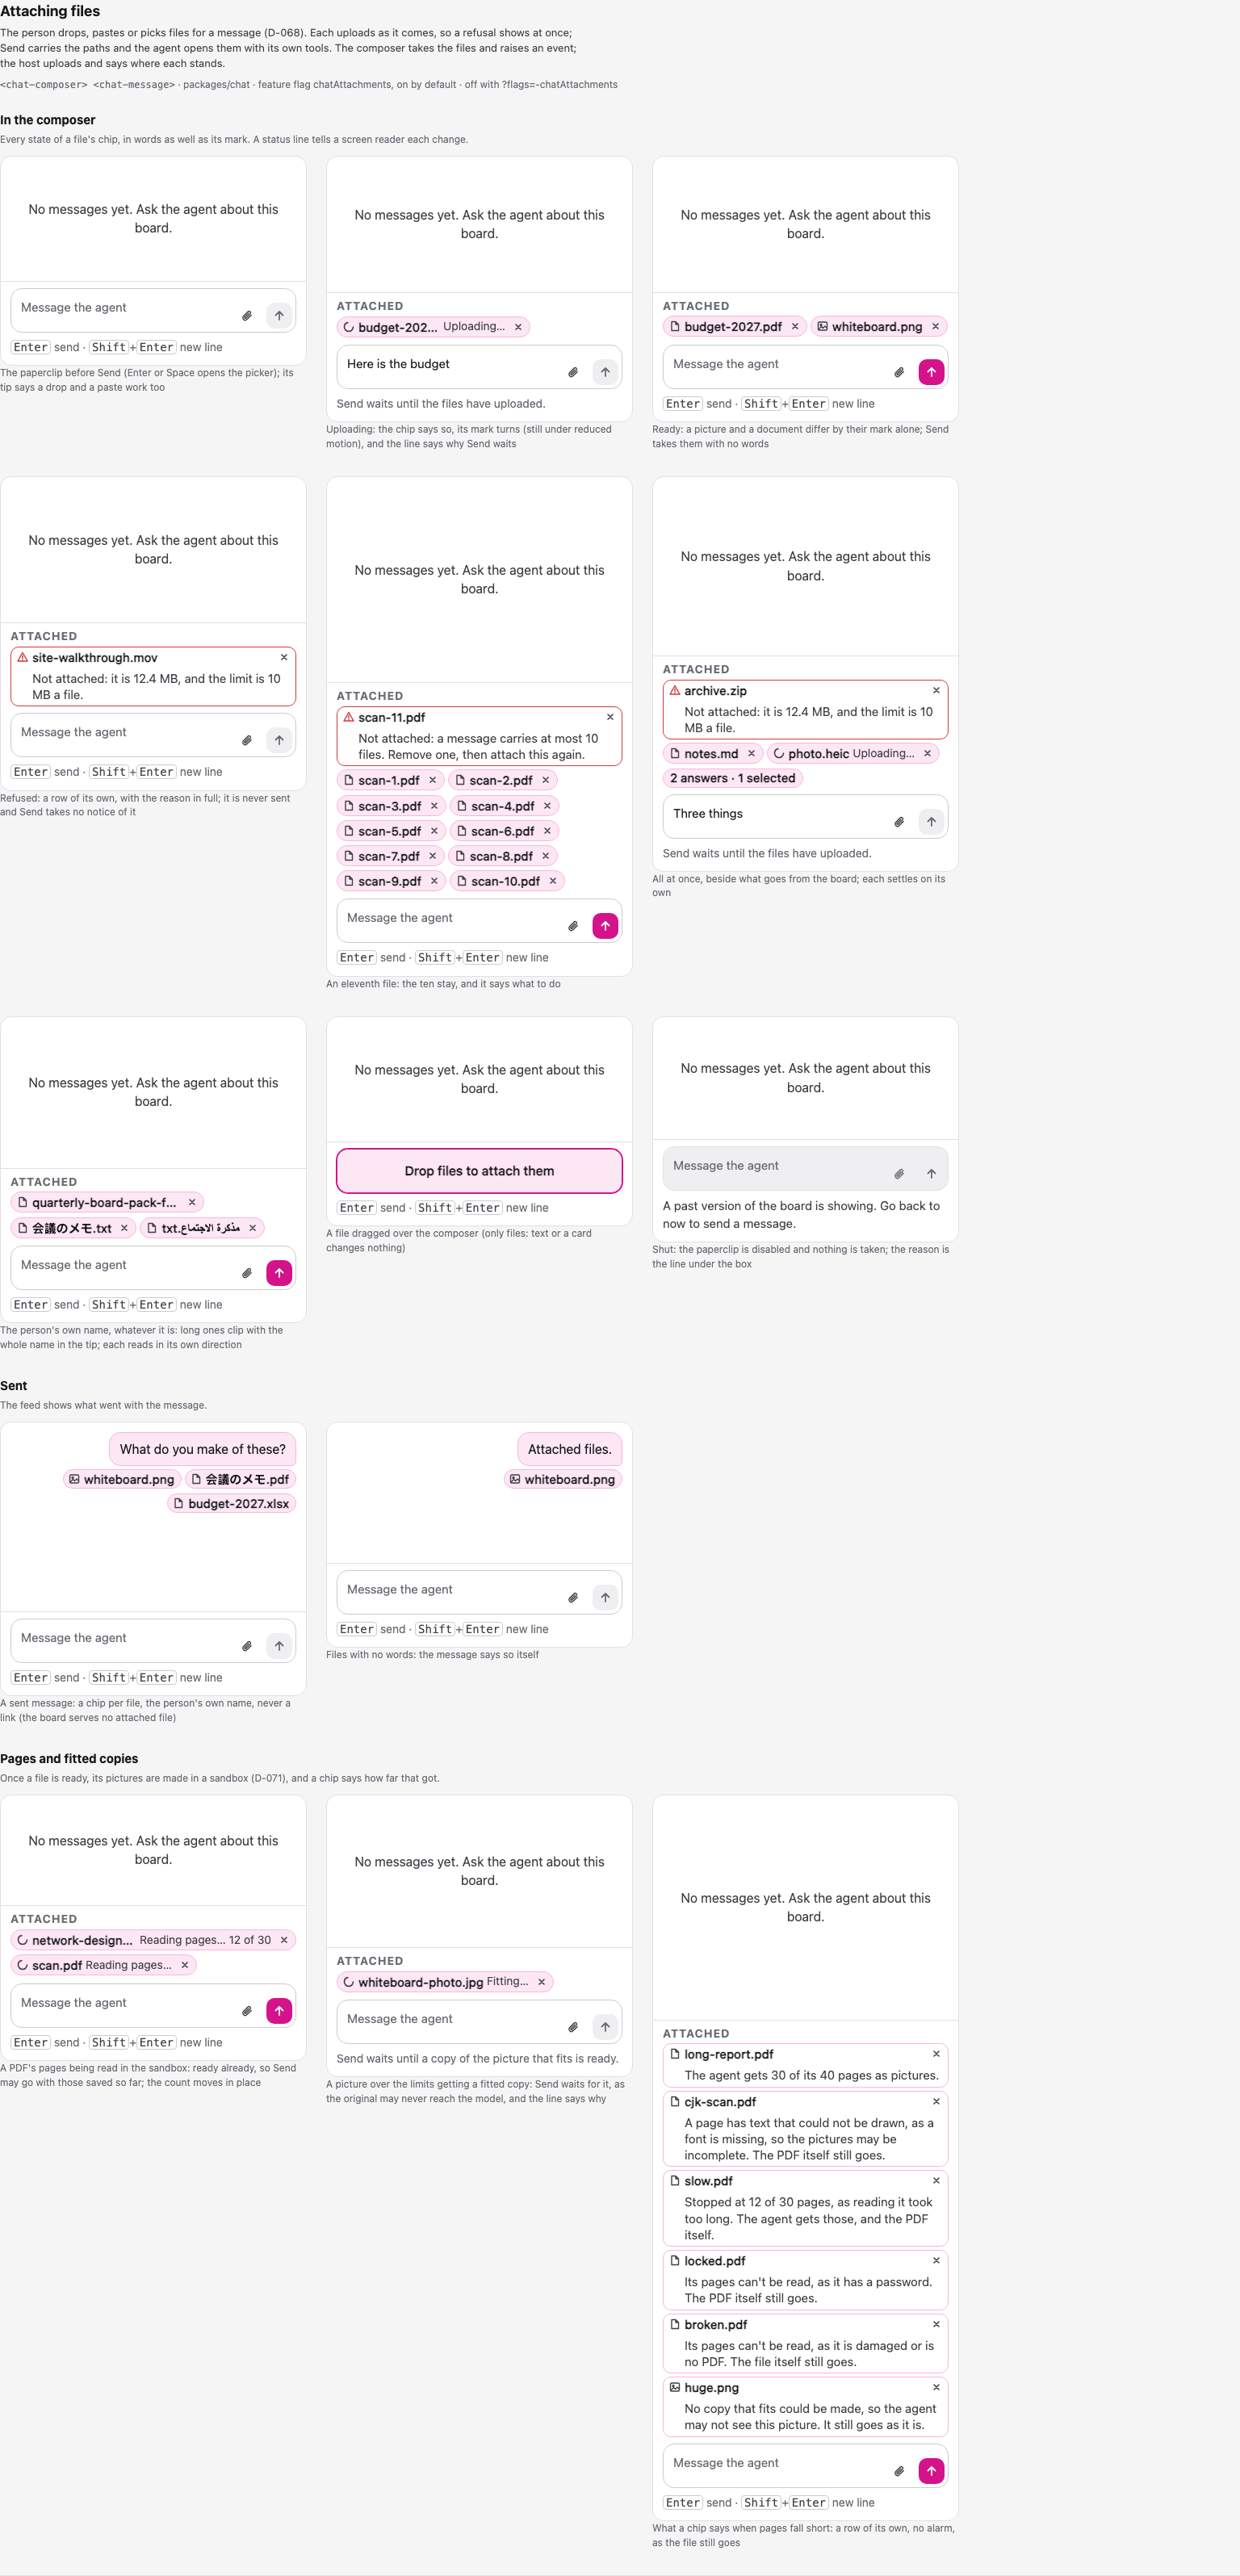 Attaching files
The person drops, pastes or picks files for a message (D-068). Each uploads as it comes, so a refusal shows at once;
Send carries the paths and the agent opens them with its own tools. The composer takes the files and raises an event;
the host uploads and says where each stands.
<chat-composer> <chat-message> · packages/chat · feature flag chatAttachments, on by default · off with ?flags=-chatAttachments
In the composer
Every state of a file's chip, in words as well as its mark. A status line tells a screen reader each change.
No messages yet. Ask the agent about this
board.
Message the agent
Enter send · Shift+Enter new line
The paperclip before Send (Enter or Space opens the picker); its
tip says a drop and a paste work too
No messages yet. Ask the agent about this
board.
ATTACHED
budget-202... Uploading...
Here is the budget
Send waits until the files have uploaded.
Uploading: the chip says so, its mark turns (still under reduced
motion), and the line says why Send waits
No messages yet. Ask the agent about this
board.
ATTACHED
budget-2027.pdf whiteboard.png
Message the agent
Enter send · Shift+Enter new line
Ready: a picture and a document differ by their mark alone; Send
takes them with no words
No messages yet. Ask the agent about this
board.
ATTACHED
site-walkthrough.mov
Not attached: it is 12.4 MB, and the limit is 10
MB a file.
Message the agent
Enter send · Shift+Enter new line
Refused: a row of its own, with the reason in full; it is never sent
and Send takes no notice of it
No messages yet. Ask the agent about this
board.
ATTACHED
scan-11.pdf
Not attached: a message carries at most 10
files. Remove one, then attach this again.
scan-1.pdf scan-2.pdf
scan-3.pdf scan-4.pdf
scan-5.pdf scan-6.pdf
scan-7.pdf scan-8.pdf
scan-9.pdf scan-10.pdf
Message the agent
Enter send · Shift+Enter new line
An eleventh file: the ten stay, and it says what to do
No messages yet. Ask the agent about this
board.
ATTACHED
archive.zip
Not attached: it is 12.4 MB, and the limit is 10
MB a file.
notes.md photo.heic Uploading...
2 answers · 1 selected
Three things
Send waits until the files have uploaded.
All at once, beside what goes from the board; each settles on its
own
No messages yet. Ask the agent about this
board.
ATTACHED
quarterly-board-pack-f...
会議のメモ.txt مذكرة الاجتماع.txt
Message the agent
Enter send · Shift+Enter new line
The person's own name, whatever it is: long ones clip with the
whole name in the tip; each reads in its own direction
No messages yet. Ask the agent about this
board.
Drop files to attach them
Enter send · Shift+Enter new line
A file dragged over the composer (only files: text or a card
changes nothing)
No messages yet. Ask the agent about this
board.
Message the agent
A past version of the board is showing. Go back to
now to send a message.
Shut: the paperclip is disabled and nothing is taken; the reason is
the line under the box
Sent
The feed shows what went with the message.
What do you make of these?
whiteboard.png 会議のメモ.pdf
budget-2027.xlsx
Message the agent
Enter send · Shift+Enter new line
A sent message: a chip per file, the person's own name, never a
link (the board serves no attached file)
Attached files.
whiteboard.png
Message the agent
Enter send · Shift+Enter new line
Files with no words: the message says so itself
Pages and fitted copies
Once a file is ready, its pictures are made in a sandbox (D-071), and a chip says how far that got.
No messages yet. Ask the agent about this
board.
ATTACHED
network-design... Reading pages... 12 of 30
scan.pdf Reading pages...
Message the agent
Enter send · Shift+Enter new line
A PDF's pages being read in the sandbox: ready already, so Send
may go with those saved so far; the count moves in place
No messages yet. Ask the agent about this
board.
ATTACHED
whiteboard-photo.jpg Fitting...
Message the agent
Send waits until a copy of the picture that fits is ready.
A picture over the limits getting a fitted copy: Send waits for it, as
the original may never reach the model, and the line says why
No messages yet. Ask the agent about this
board.
ATTACHED
long-report.pdf
The agent gets 30 of its 40 pages as pictures.
cjk-scan.pdf
A page has text that could not be drawn, as a
font is missing, so the pictures may be
incomplete. The PDF itself still goes.
slow.pdf
Stopped at 12 of 30 pages, as reading it took
too long. The agent gets those, and the PDF
itself.
locked.pdf
Its pages can't be read, as it has a password.
The PDF itself still goes.
broken.pdf
Its pages can't be read, as it is damaged or is
no PDF. The file itself still goes.
huge.png
No copy that fits could be made, so the agent
may not see this picture. It still goes as it is.
Message the agent
Enter send · Shift+Enter new line
What a chip says when pages fall short: a row of its own, no alarm,
as the file still goes